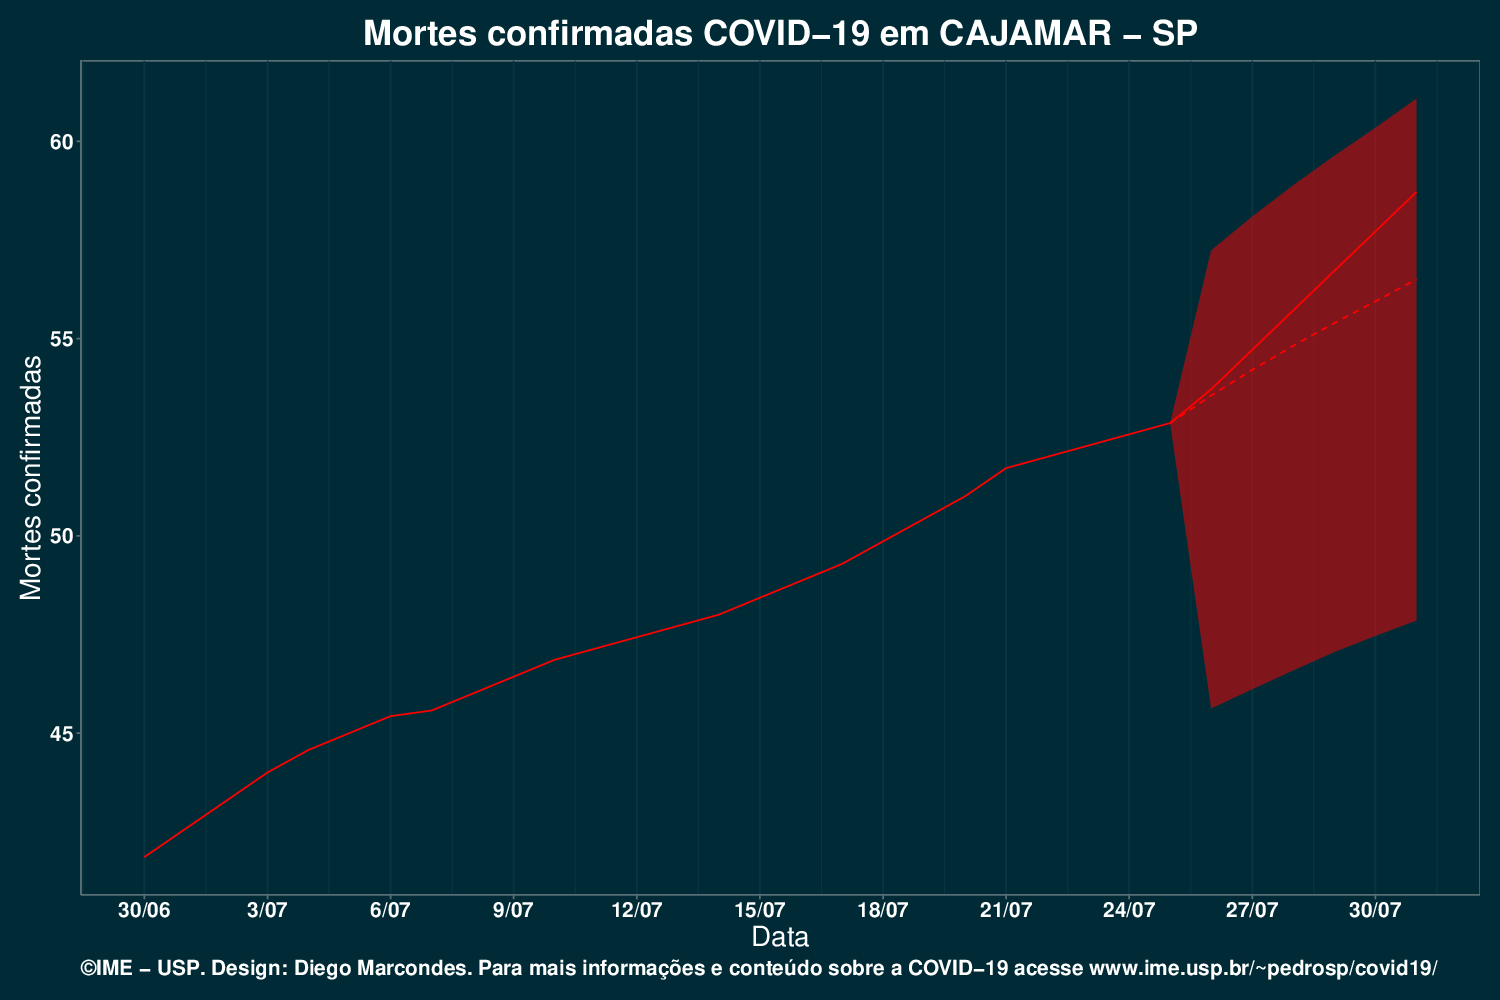 Mortes confirmadas COVID−19 em CAJAMAR − SP
Mortes confirmadas
60
55
50
45
30/06 3/07 6/07 9/07 12/07 15/07 18/07 21/07 24/07 27/07 30/07
Data
©IME − USP. Design: Diego Marcondes. Para mais informações e conteúdo sobre a COVID−19 acesse www.ime.usp.br/~pedrosp/covid19/